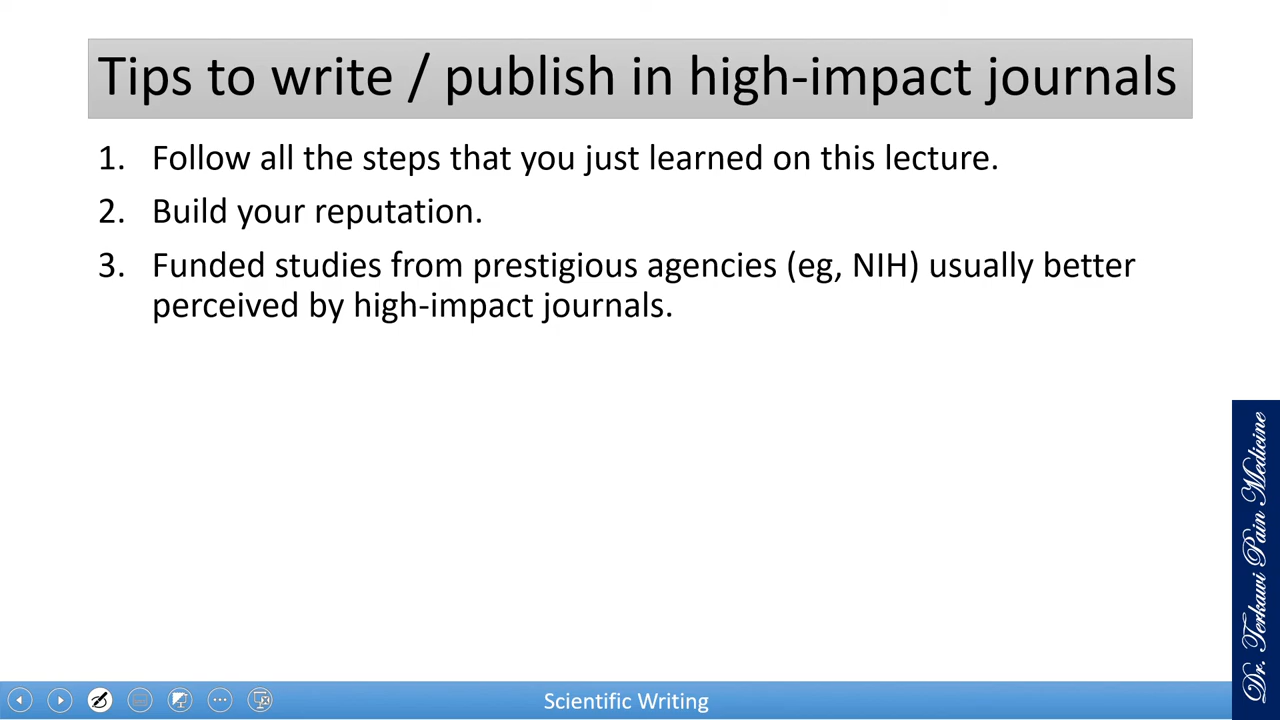 Tips to write / publish in high-impact journals
1. Follow all the steps that you just learned on this lecture.
2. Build your reputation.
3. Funded studies from prestigious agencies (eg, NIH) usually better
perceived by high-impact journals.
Dr. Terkawi Pain Medicine
Scientific Writing